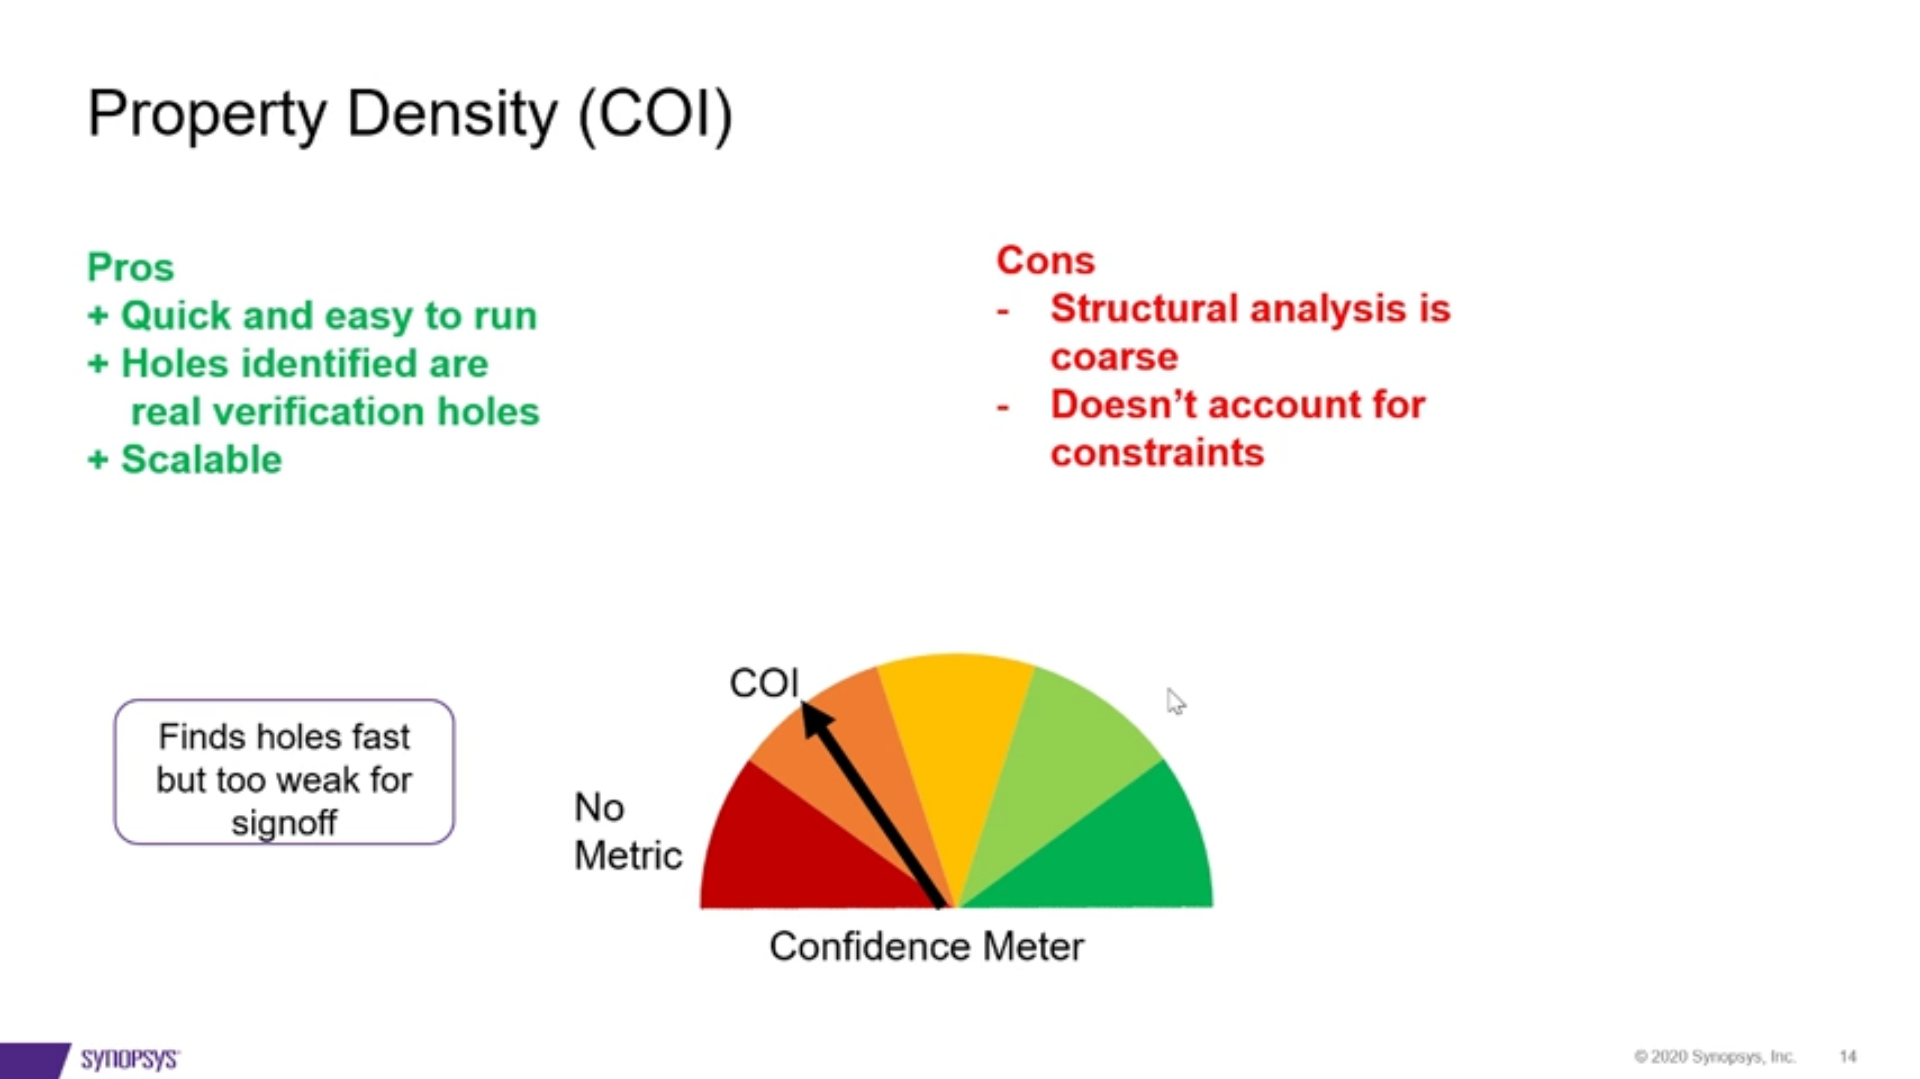 Property Density (COI)
Pros
+ Quick and easy to run
+ Holes identified are
real verification holes
+ Scalable
Cons
- Structural analysis is
coarse
- Doesn’t account for
constraints
Finds holes fast
but too weak for
signoff
COI
No
Metric
Confidence Meter
SYNOPSYS
© 2020 Synopsys, Inc. 14